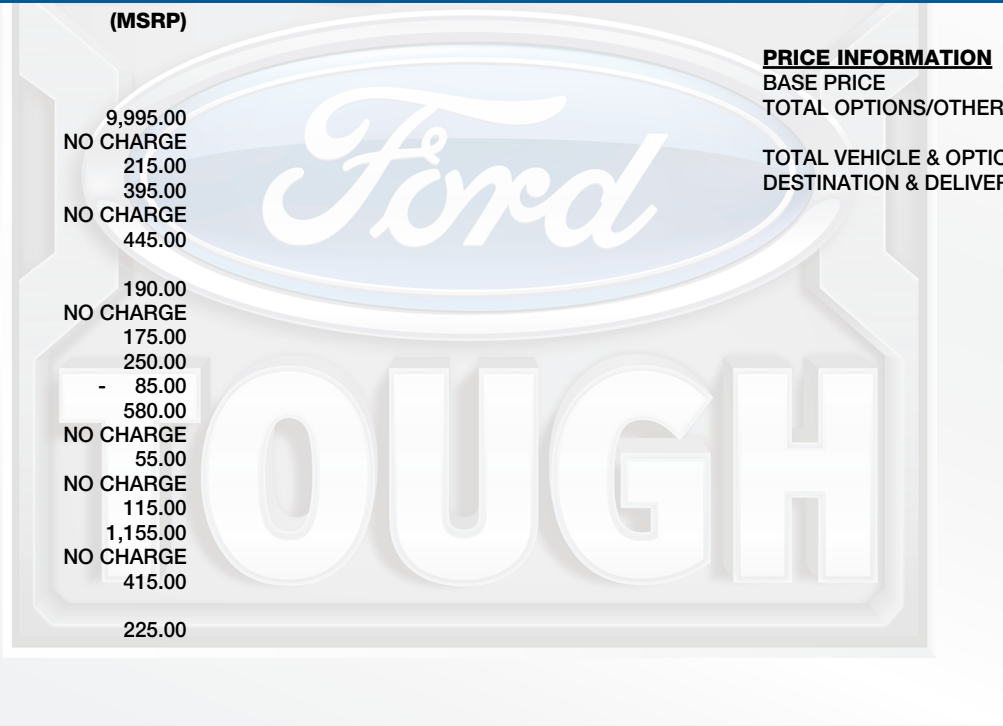 (MSRP)
9,995.00
NO CHARGE
215.00
395.00
NO CHARGE
445.00
190.00
NO CHARGE
175.00
250.00
- 85.00
580.00
NO CHARGE
55.00
NO CHARGE
115.00
1,155.00
NO CHARGE
415.00
225.00
PRICE INFORMATION
BASE PRICE
TOTAL OPTIONS/OTHER
TOTAL VEHICLE & OPTIO
DESTINATION & DELIVER
Ford
TOUGH